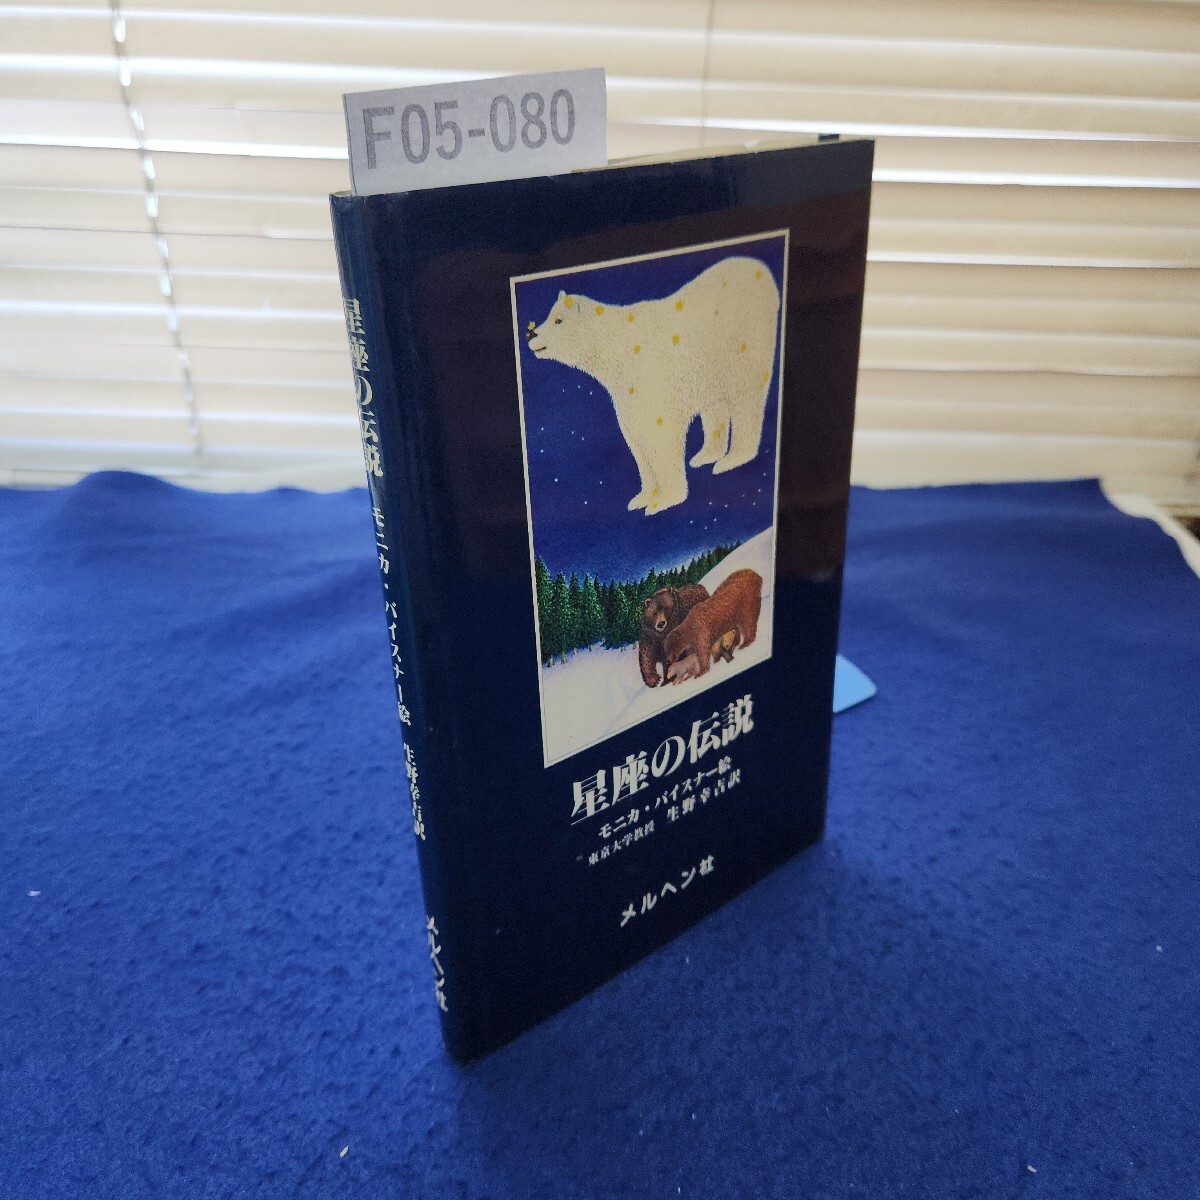 F05-080
星座の伝説 モニカ・バイスナー絵 生野幸吉訳 メルヘン社
星座の伝説
モニカ・バイスナー絵
東京大学教授 生野幸吉訳
メルヘン社